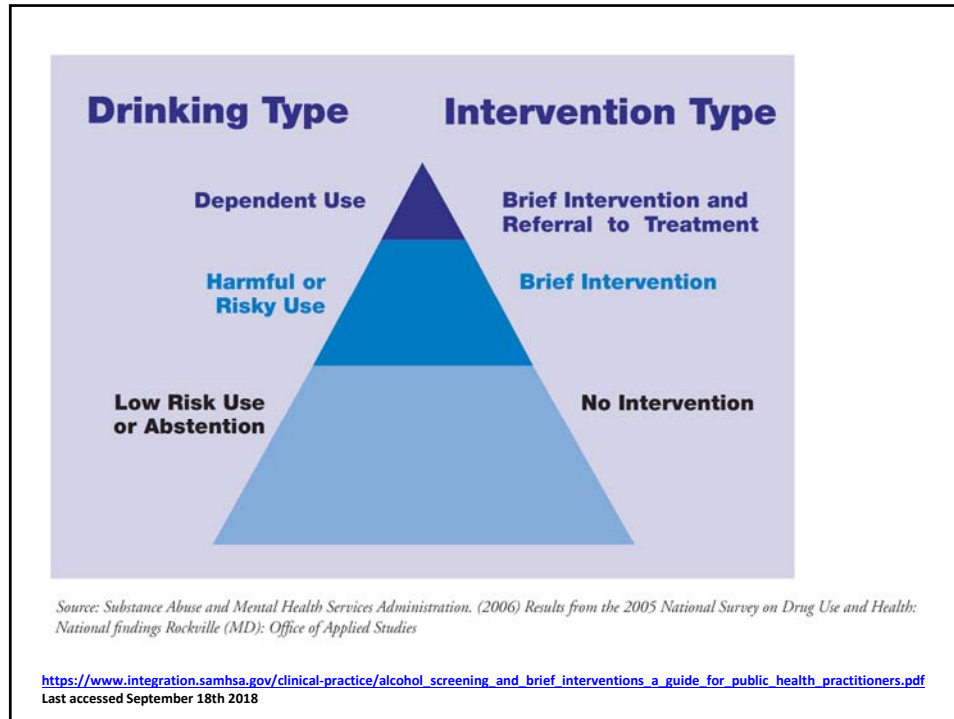 Drinking Type
Intervention Type
Dependent Use
Brief Intervention and
Referral to Treatment
Harmful or
Risky Use
Brief Intervention
Low Risk Use
or Abstention
No Intervention
Source: Substance Abuse and Mental Health Services Administration. (2006) Results from the 2005 National Survey on Drug Use and Health:
National findings Rockville (MD): Office of Applied Studies
https://www.integration.samhsa.gov/clinical-practice/alcohol_screening_and_brief_interventions_a_guide_for_public_health_practitioners.pdf
Last accessed September 18th 2018